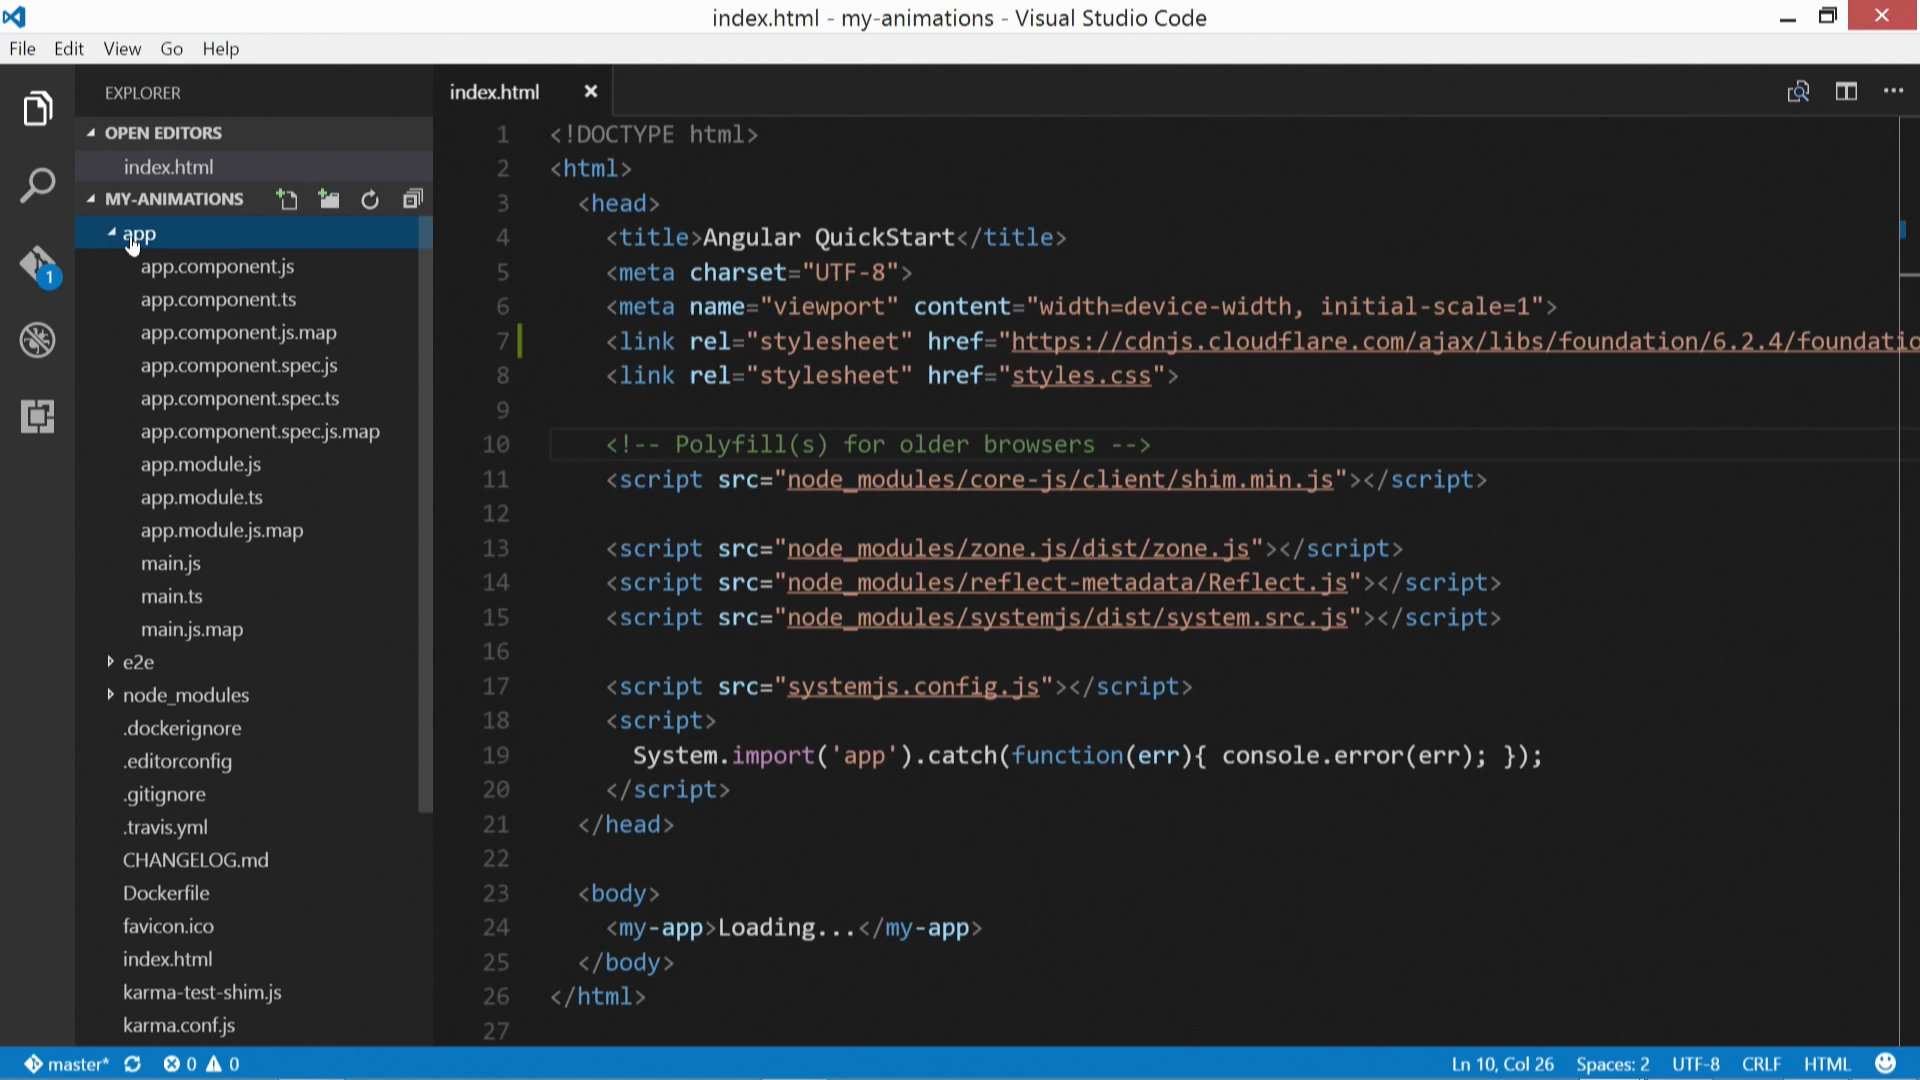 index.html - my-animations - Visual Studio Code
File Edit View Go Help
EXPLORER
OPEN EDITORS
index.html
MY-ANIMATIONS
app
app.component.js
app.component.ts
app.component.js.map
app.component.spec.js
app.component.spec.ts
app.component.spec.js.map
app.module.js
app.module.ts
app.module.js.map
main.js
main.ts
main.js.map
e2e
node_modules
.dockerignore
.editorconfig
.gitignore
.travis.yml
CHANGELOG.md
Dockerfile
favicon.ico
index.html
karma-test-shim.js
karma.conf.js
1
index.html
1 <!DOCTYPE html>
2 <html>
3 <head>
4 <title>Angular QuickStart</title>
5 <meta charset="UTF-8">
6 <meta name="viewport" content="width=device-width, initial-scale=1">
7 <link rel="stylesheet" href="https://cdnjs.cloudflare.com/ajax/libs/foundation/6.2.4/foundatio
8 <link rel="stylesheet" href="styles.css">
9
10 <!-- Polyfill(s) for older browsers -->
11 <script src="node_modules/core-js/client/shim.min.js"></script>
12
13 <script src="node_modules/zone.js/dist/zone.js"></script>
14 <script src="node_modules/reflect-metadata/Reflect.js"></script>
15 <script src="node_modules/systemjs/dist/system.src.js"></script>
16
17 <script src="systemjs.config.js"></script>
18 <script>
19 System.import('app').catch(function(err){ console.error(err); });
20 </script>
21 </head>
22
23 <body>
24 <my-app>Loading...</my-app>
25 </body>
26 </html>
27
master* 0 0 Ln 10, Col 26 Spaces: 2 UTF-8 CRLF HTML